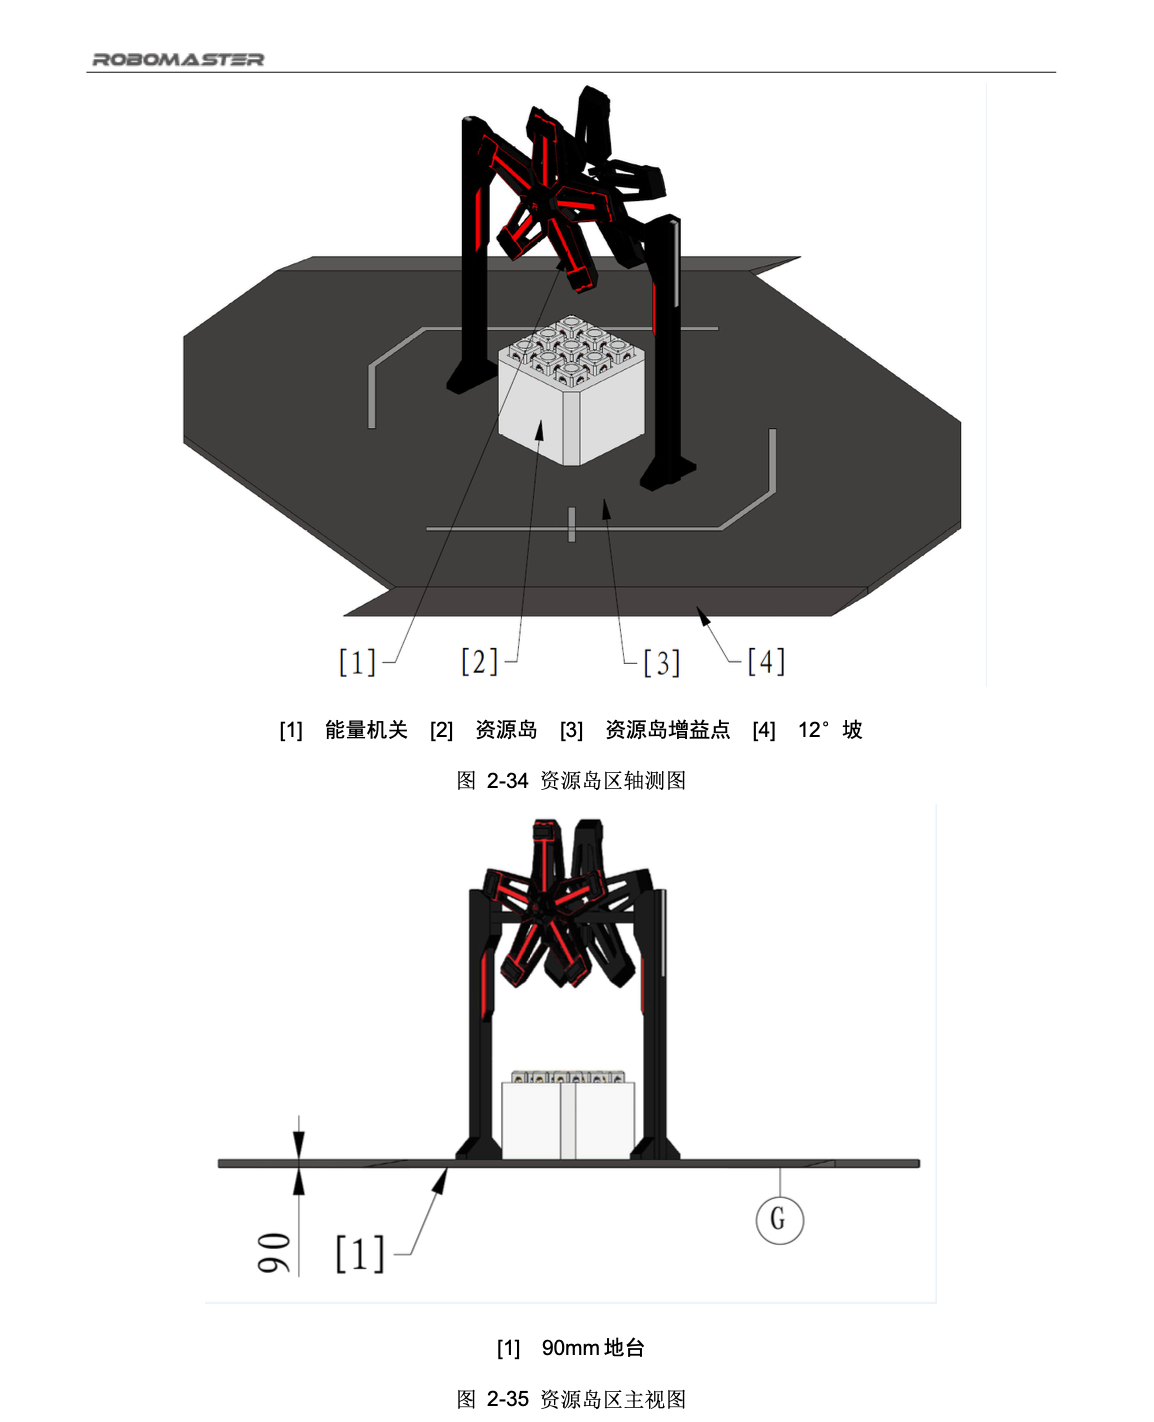 ROBOMASTER
[1] [2] [3] [4]
[1] 能量机关 [2] 资源岛 [3] 资源岛增益点 [4] 12° 坡
图 2-34 资源岛区轴测图
G
90 [1]
[1] 90mm 地台
图 2-35 资源岛区主视图